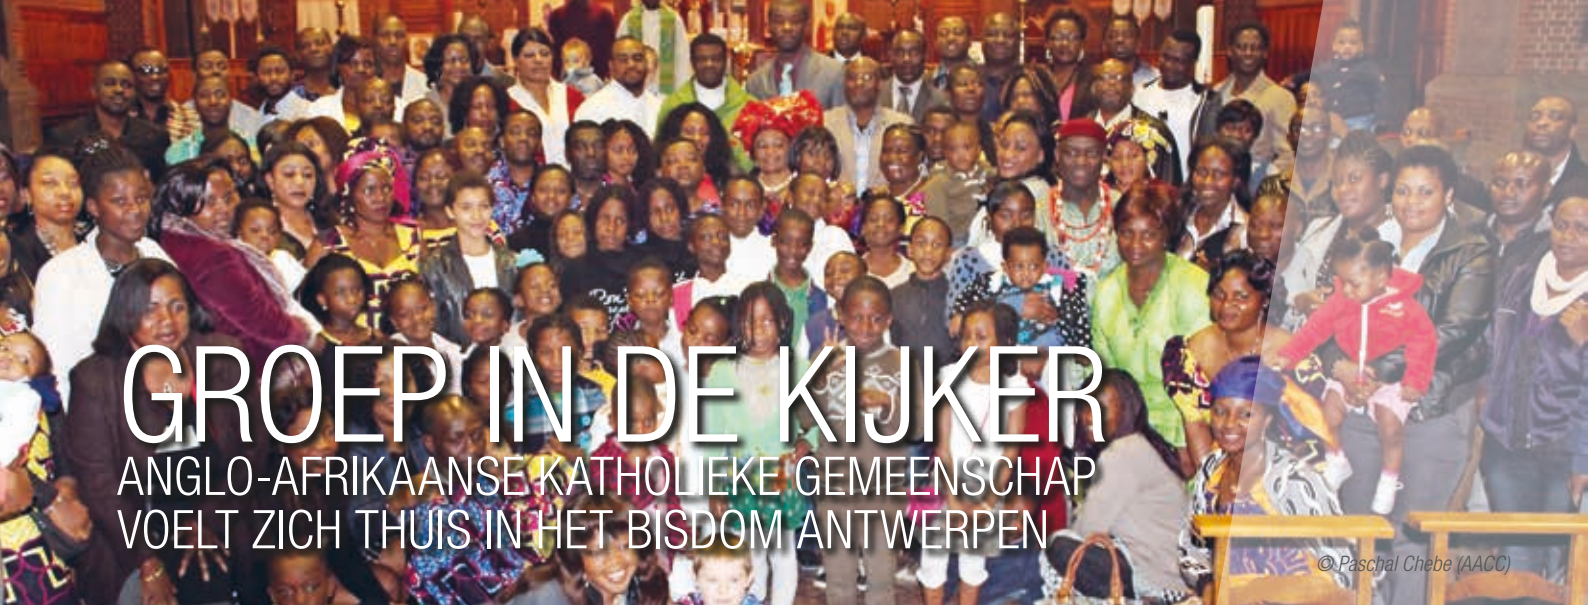 GROEP IN DE KIJKER
ANGLO-AFRIKAANSE KATHOLIEKE GEMEENSCHAP
VOELT ZICH THUIS IN HET BISDOM ANTWERPEN
© Paschal Chebe (AACC)